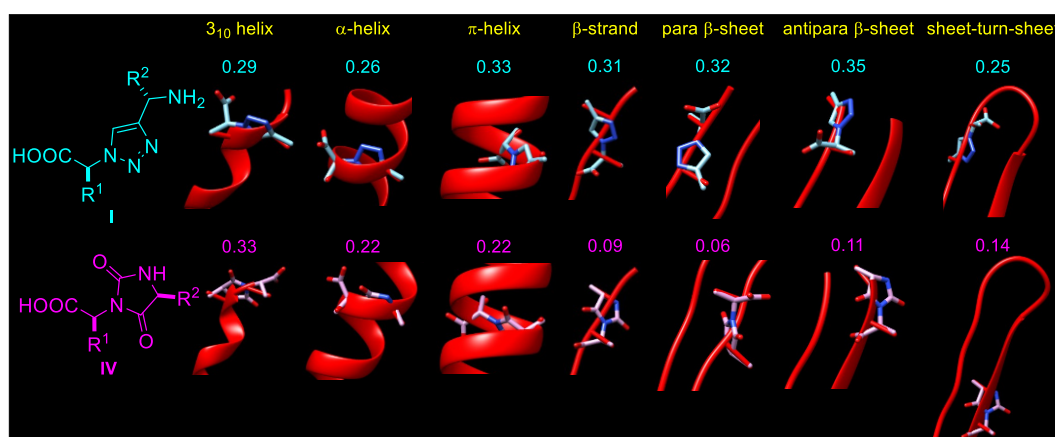 3₁₀ helix α-helix π-helix β-strand para β-sheet antipara β-sheet sheet-turn-sheet
0.29 0.26 0.33 0.31 0.32 0.35 0.25
R²
NH₂
HOOC
N
N
N
R¹
I
0.33 0.22 0.22 0.09 0.06 0.11 0.14
O
NH
HOOC
N
R²
R¹
O
IV